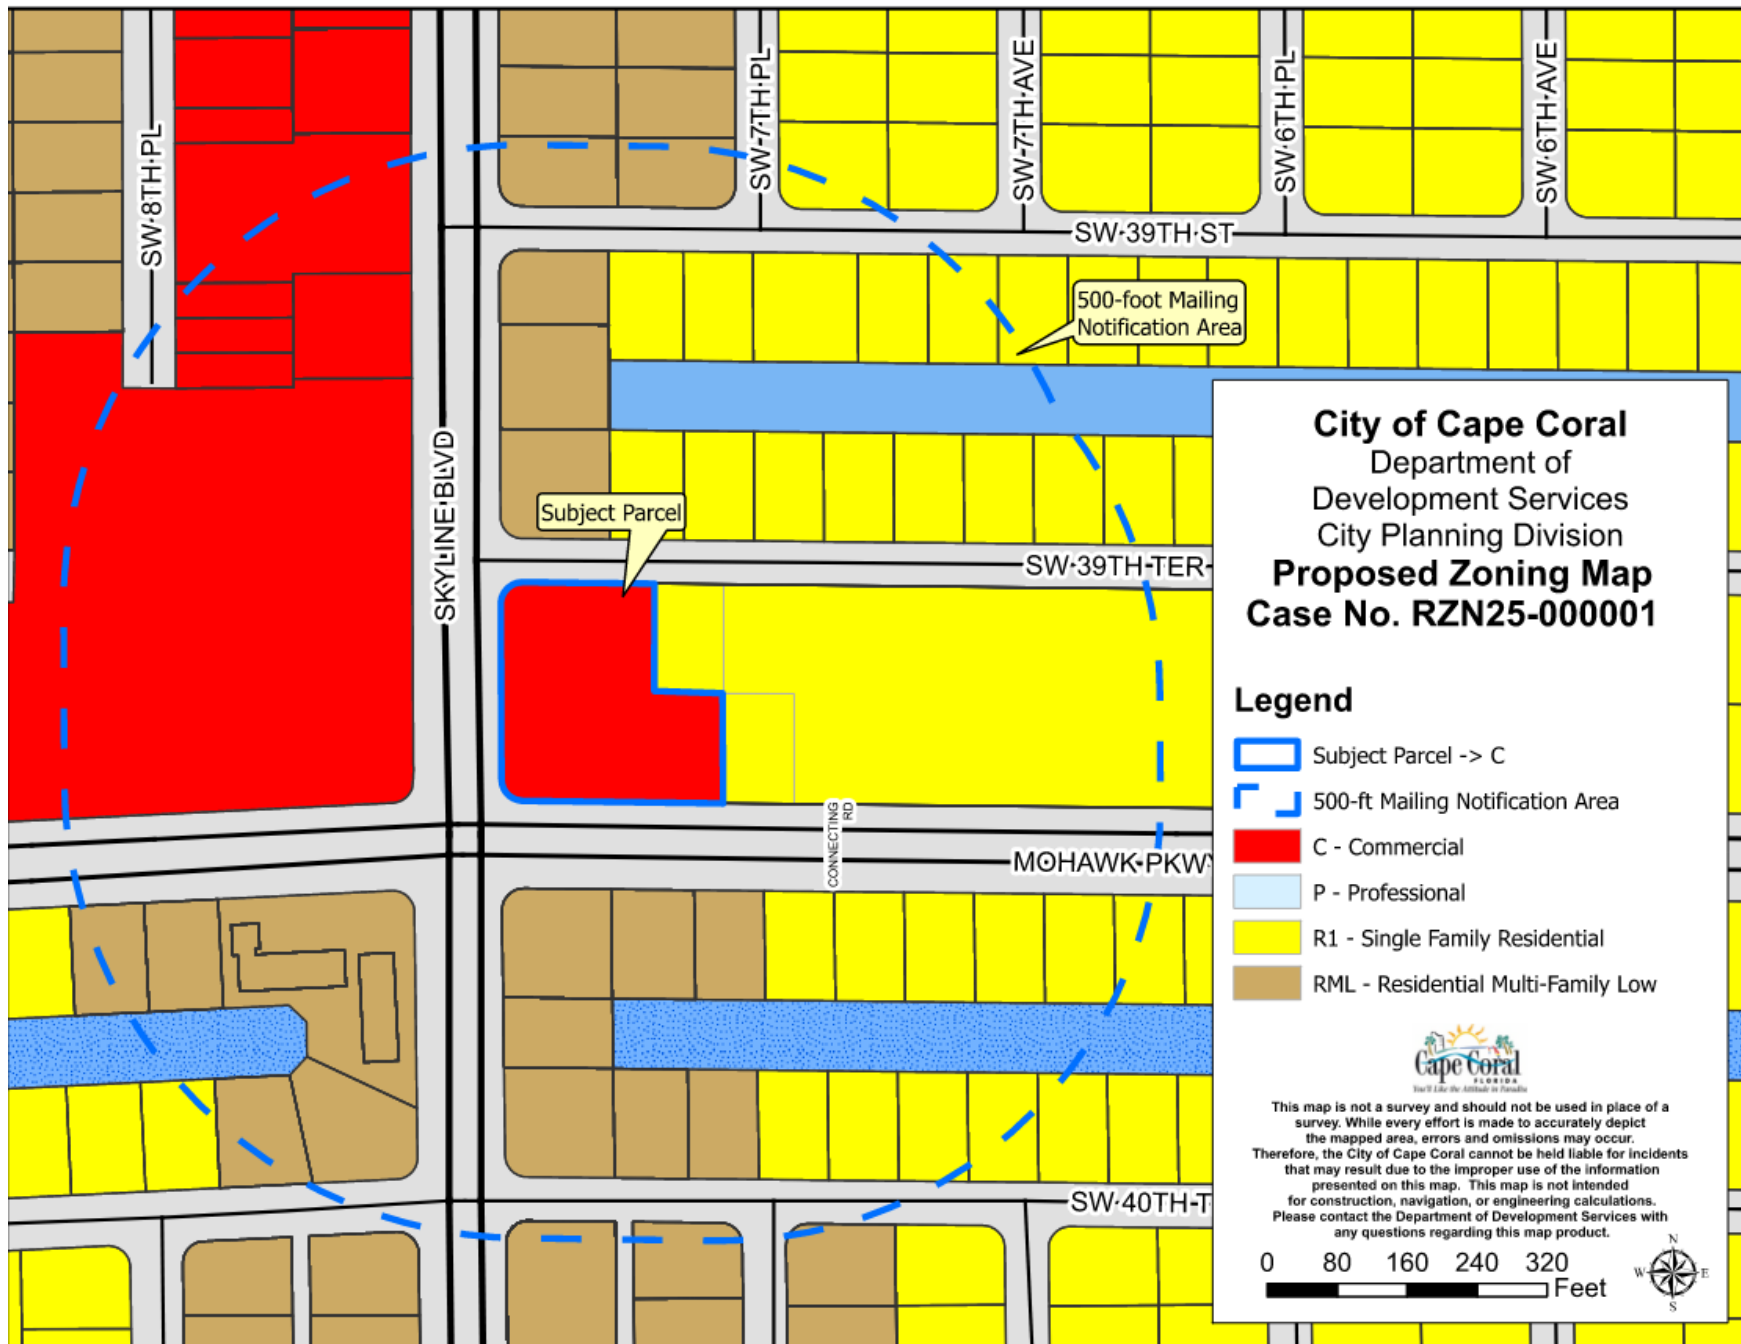 SW 8TH PL
SKYLINE BLVD
SW 7TH PL
SW 7TH AVE
SW 6TH PL
SW 6TH AVE
SW 39TH ST
500-foot Mailing
Notification Area
Subject Parcel
SW 39TH TER
CONNECTING
RD
MOHAWK PKWY
SW 40TH T
City of Cape Coral
Department of
Development Services
City Planning Division
Proposed Zoning Map
Case No. RZN25-000001
Legend
Subject Parcel -> C
500-ft Mailing Notification Area
C - Commercial
P - Professional
R1 - Single Family Residential
RML - Residential Multi-Family Low
Cape Coral
FLORIDA
You'll Like the Attitude in Paradise
This map is not a survey and should not be used in place of a
survey. While every effort is made to accurately depict
the mapped area, errors and omissions may occur.
Therefore, the City of Cape Coral cannot be held liable for incidents
that may result due to the improper use of the information
presented on this map. This map is not intended
for construction, navigation, or engineering calculations.
Please contact the Department of Development Services with
any questions regarding this map product.
0 80 160 240 320
Feet
N
W E
S